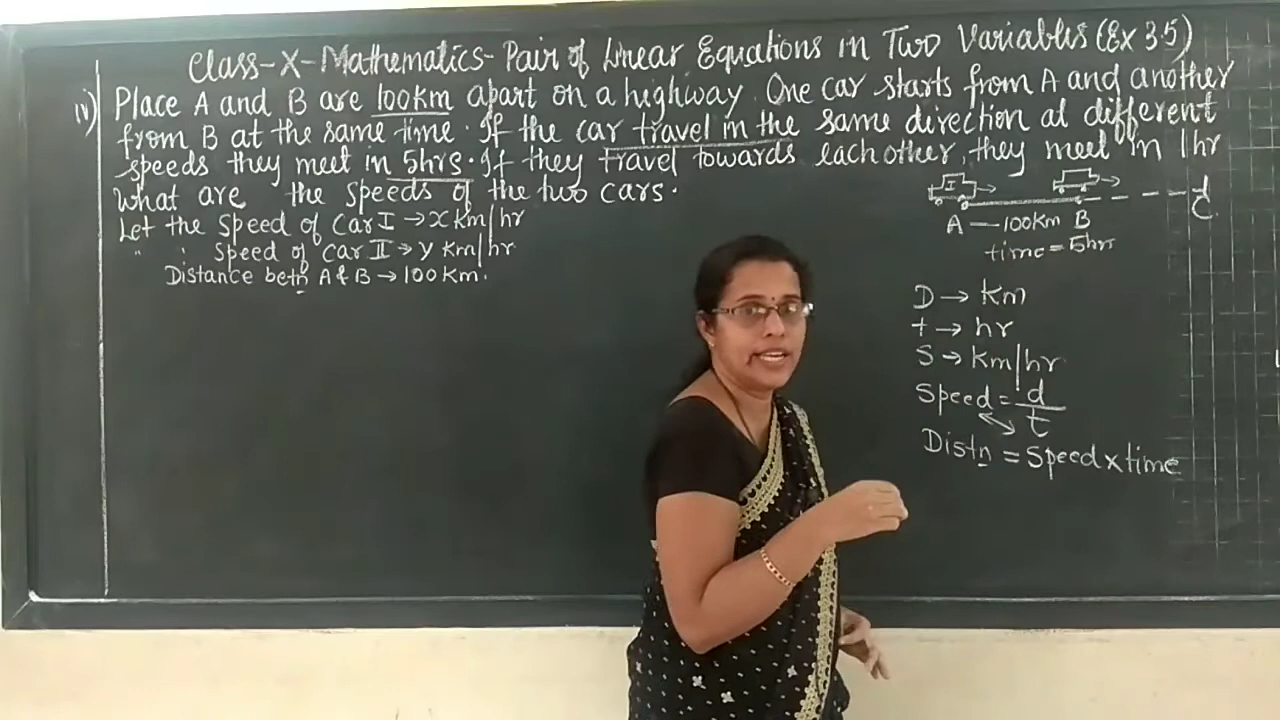 Class-X-Mathematics-Pair of Linear Equations in Two Variables (Ex 3.5)
iv) Place A and B are 100km apart on a highway. One car starts from A and another
from B at the same time. If the car travel in the same direction at different
speeds they meet in 5hrs. If they travel towards each other, they meet in 1hr
What are the speeds of the two cars.
Let the Speed of Car I → x km/hr
" : Speed of Car II → y km/hr
Distance betn A & B → 100 Km.
I
A — 100Km B C
time = 5hr
D → Km
t → hr
S → Km/hr
Speed = d/t
Distn = Speed x time